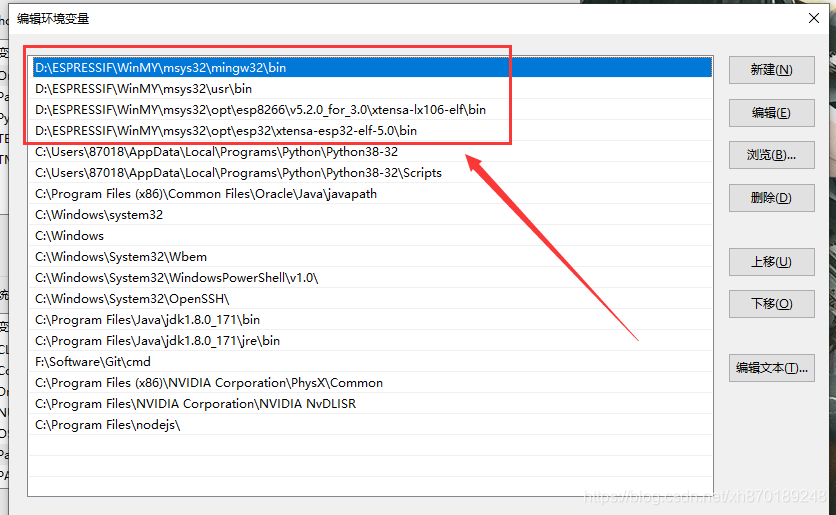 编辑环境变量
D:\ESPRESSIF\WinMY\msys32\mingw32\bin
D:\ESPRESSIF\WinMY\msys32\usr\bin
D:\ESPRESSIF\WinMY\msys32\opt\esp8266\v5.2.0_for_3.0\xtensa-lx106-elf\bin
D:\ESPRESSIF\WinMY\msys32\opt\esp32\xtensa-esp32-elf-5.0\bin
C:\Users\87018\AppData\Local\Programs\Python\Python38-32
C:\Users\87018\AppData\Local\Programs\Python\Python38-32\Scripts
C:\Program Files (x86)\Common Files\Oracle\Java\javapath
C:\Windows\system32
C:\Windows
C:\Windows\System32\Wbem
C:\Windows\System32\WindowsPowerShell\v1.0\
C:\Windows\System32\OpenSSH\
C:\Program Files\Java\jdk1.8.0_171\bin
C:\Program Files\Java\jdk1.8.0_171\jre\bin
F:\Software\Git\cmd
C:\Program Files (x86)\NVIDIA Corporation\PhysX\Common
C:\Program Files\NVIDIA Corporation\NVIDIA NvDLISR
C:\Program Files\nodejs\
新建(N)
编辑(E)
浏览(B)...
删除(D)
上移(U)
下移(O)
编辑文本(T)...
https://blog.csdn.net/xh870189248